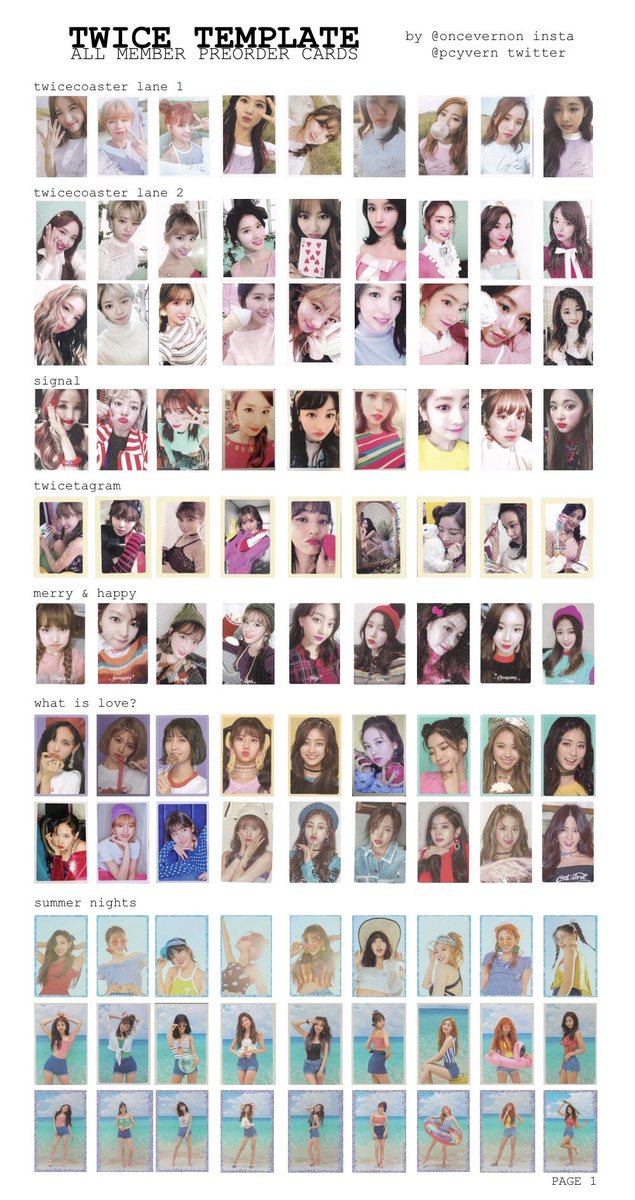 TWICE TEMPLATE
ALL MEMBER PREORDER CARDS
by @oncevernon insta
@pcyvern twitter
twicecoaster lane 1
twicecoaster lane 2
signal
twicetagram
merry & happy
what is love?
summer nights
PAGE 1